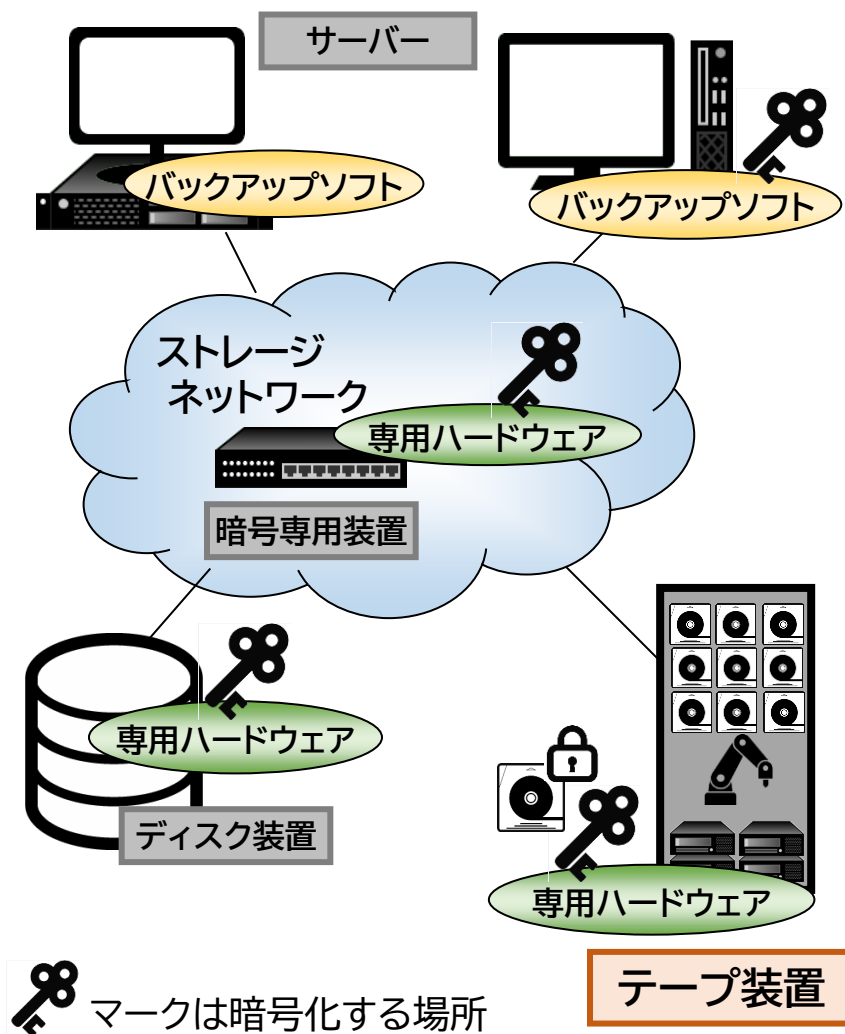 サーバー
バックアップソフト
バックアップソフト
ストレージ
ネットワーク
専用ハードウェア
暗号専用装置
専用ハードウェア
ディスク装置
専用ハードウェア
テープ装置
マークは暗号化する場所